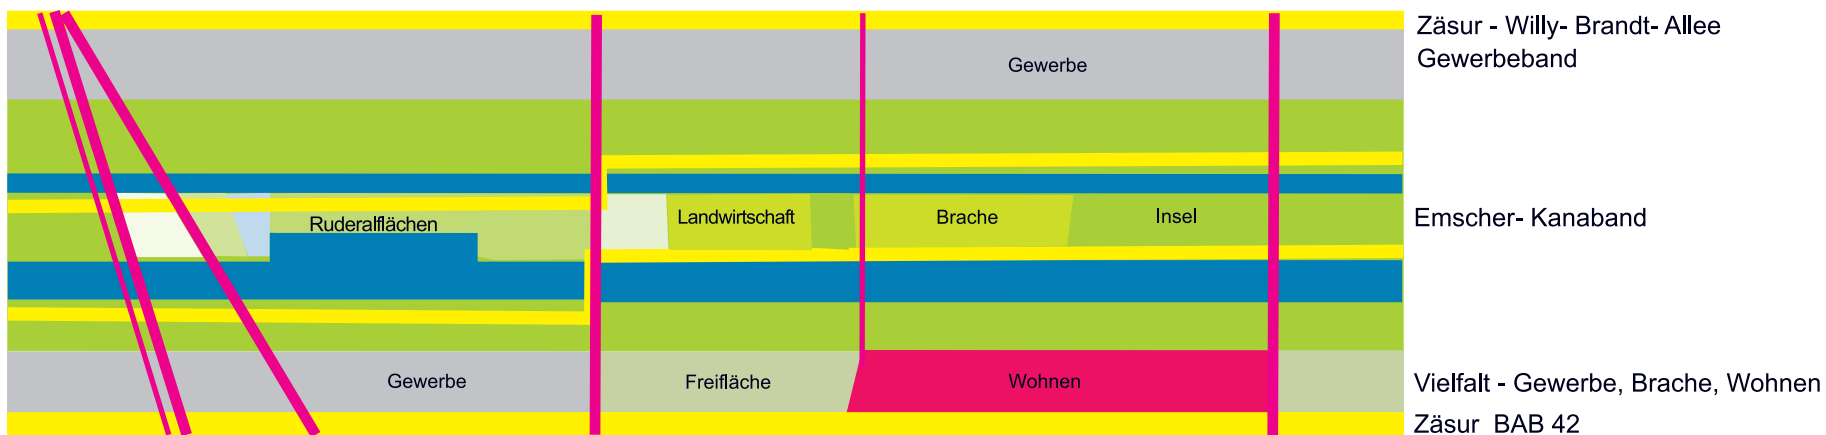 Zäsur - Willy- Brandt- Allee
Gewerbe
Gewerbeband
Ruderalflächen
Landwirtschaft
Brache
Insel
Emscher- Kanaband
Gewerbe
Freifläche
Wohnen
Vielfalt - Gewerbe, Brache, Wohnen
Zäsur BAB 42